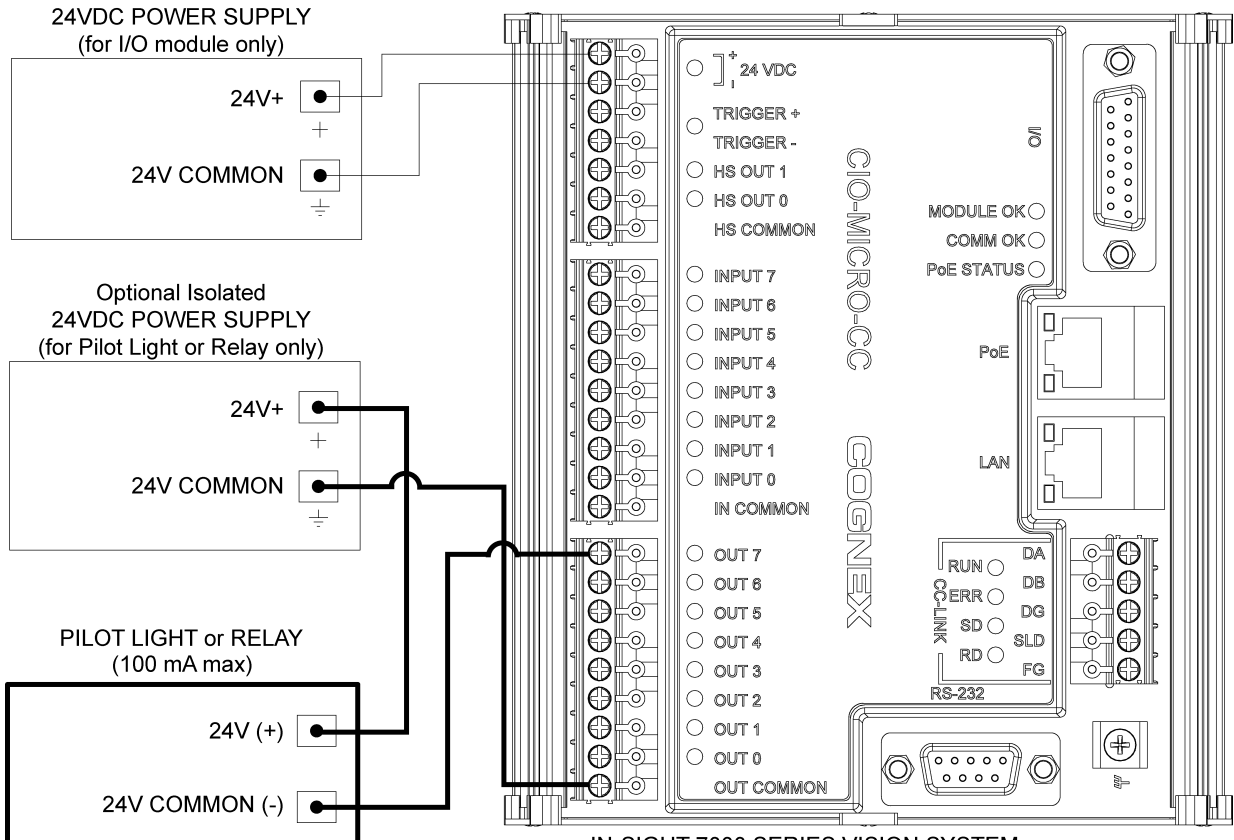 24VDC POWER SUPPLY
(for I/O module only)
24V+
+
24V COMMON
Optional Isolated
24VDC POWER SUPPLY
(for Pilot Light or Relay only)
24V+
+
24V COMMON
PILOT LIGHT or RELAY
(100 mA max)
24V (+)
24V COMMON (-)
+
24 VDC
-
TRIGGER +
TRIGGER -
HS OUT 1
HS OUT 0
HS COMMON
INPUT 7
INPUT 6
INPUT 5
INPUT 4
INPUT 3
INPUT 2
INPUT 1
INPUT 0
IN COMMON
OUT 7
OUT 6
OUT 5
OUT 4
OUT 3
OUT 2
OUT 1
OUT 0
OUT COMMON
CIO-MICRO-CC
COGNEX
I/O
MODULE OK
COMM OK
PoE STATUS
PoE
LAN
CC-LINK
RUN
ERR
SD
RD
DA
DB
DG
SLD
FG
RS-232
IN-SIGHT 7000 SERIES VISION SYSTEM